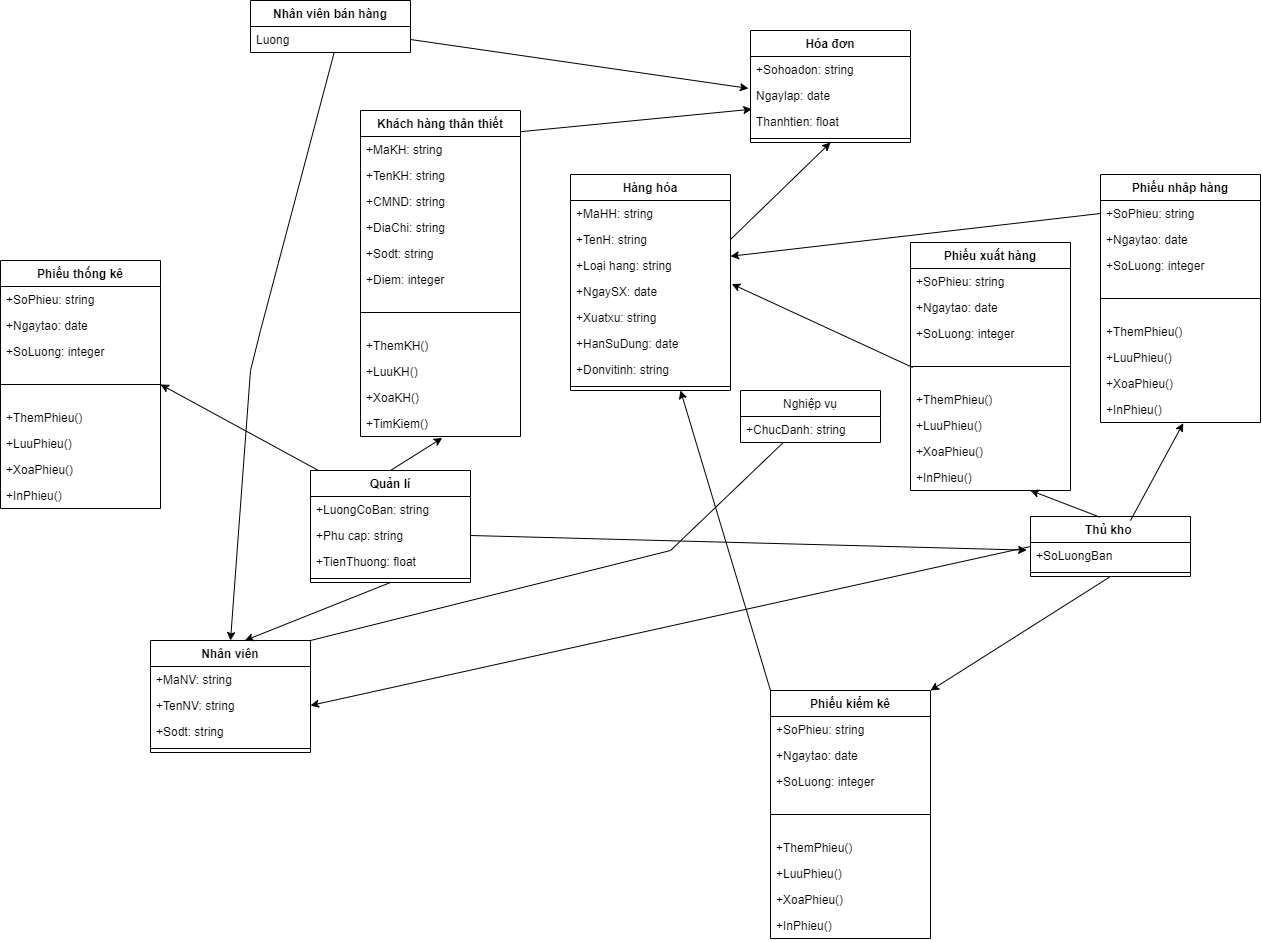 Nhân viên bán hàng
Luong
Hóa đơn
+Sohoadon: string
Ngaylap: date
Thanhtien: float
Khách hàng thân thiết
+MaKH: string
+TenKH: string
+CMND: string
+DiaChi: string
+Sodt: string
+Diem: integer
+ThemKH()
+LuuKH()
+XoaKH()
+TimKiem()
Hàng hóa
+MaHH: string
+TenH: string
+Loại hang: string
+NgaySX: date
+Xuatxu: string
+HanSuDung: date
+Donvitinh: string
Phiếu nhâp hàng
+SoPhieu: string
+Ngaytao: date
+SoLuong: integer
+ThemPhieu()
+LuuPhieu()
+XoaPhieu()
+InPhieu()
Phiếu xuất hàng
+SoPhieu: string
+Ngaytao: date
+SoLuong: integer
+ThemPhieu()
+LuuPhieu()
+XoaPhieu()
+InPhieu()
Phiếu thống kê
+SoPhieu: string
+Ngaytao: date
+SoLuong: integer
+ThemPhieu()
+LuuPhieu()
+XoaPhieu()
+InPhieu()
Nghiệp vụ
+ChucDanh: string
Quản lí
+LuongCoBan: string
+Phu cap: string
+TienThuong: float
Thủ kho
+SoLuongBan
Nhân viên
+MaNV: string
+TenNV: string
+Sodt: string
Phiếu kiểm kê
+SoPhieu: string
+Ngaytao: date
+SoLuong: integer
+ThemPhieu()
+LuuPhieu()
+XoaPhieu()
+InPhieu()